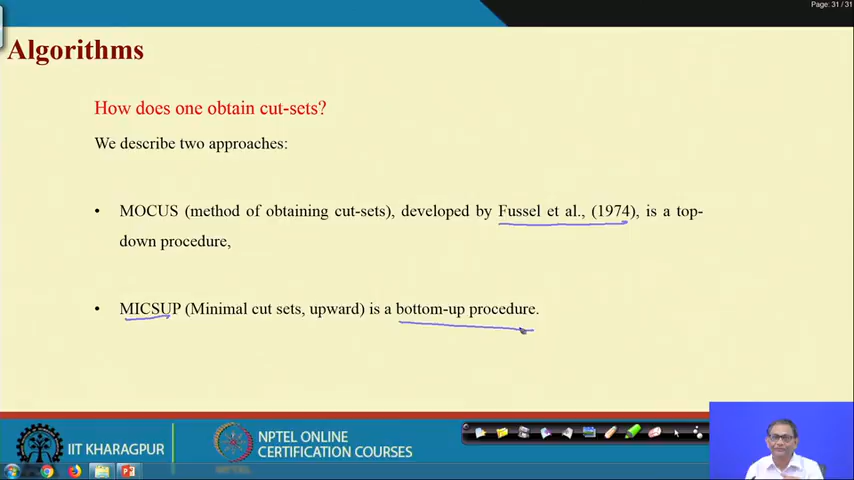 Page: 31 / 31
Algorithms
How does one obtain cut-sets?
We describe two approaches:
• MOCUS (method of obtaining cut-sets), developed by Fussel et al., (1974), is a top-
down procedure,
• MICSUP (Minimal cut sets, upward) is a bottom-up procedure.
IIT KHARAGPUR
NPTEL ONLINE
CERTIFICATION COURSES